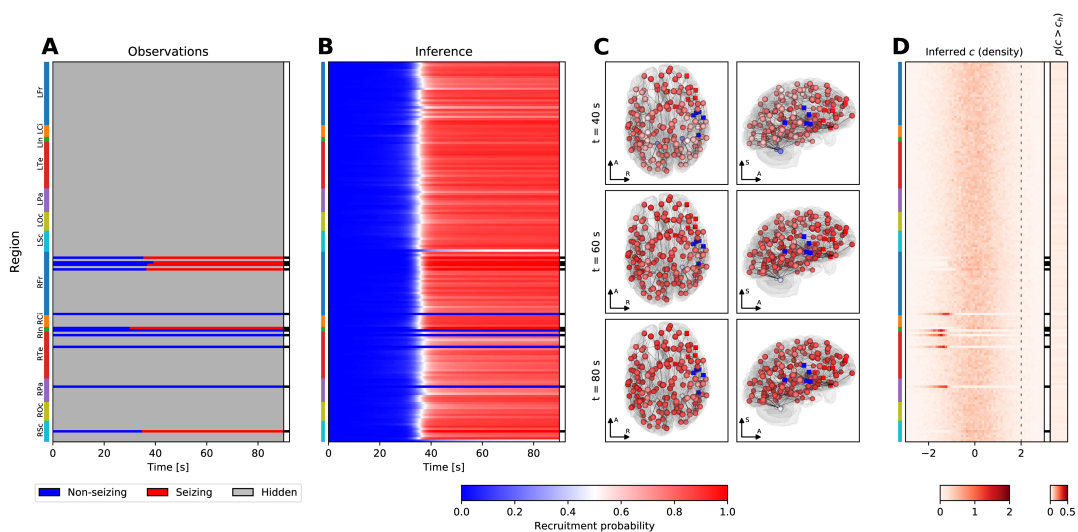 A
Observations
Region
LFr
LCi
LIn
LTe
LPa
LOc
LSc
RFr
RCi
RIn
RTe
RPa
ROc
RSc
0 20 40 60 80
Time [s]
Non-seizing Seizing Hidden
B
Inference
0 20 40 60 80
Time [s]
0.0 0.2 0.4 0.6 0.8 1.0
Recruitment probability
C
t = 40 s
A
R
S
A
t = 60 s
A
R
S
A
t = 80 s
A
R
S
A
D
Inferred c (density)
p(c > cₕ)
−2 0 2
0 1 2
0 0.5